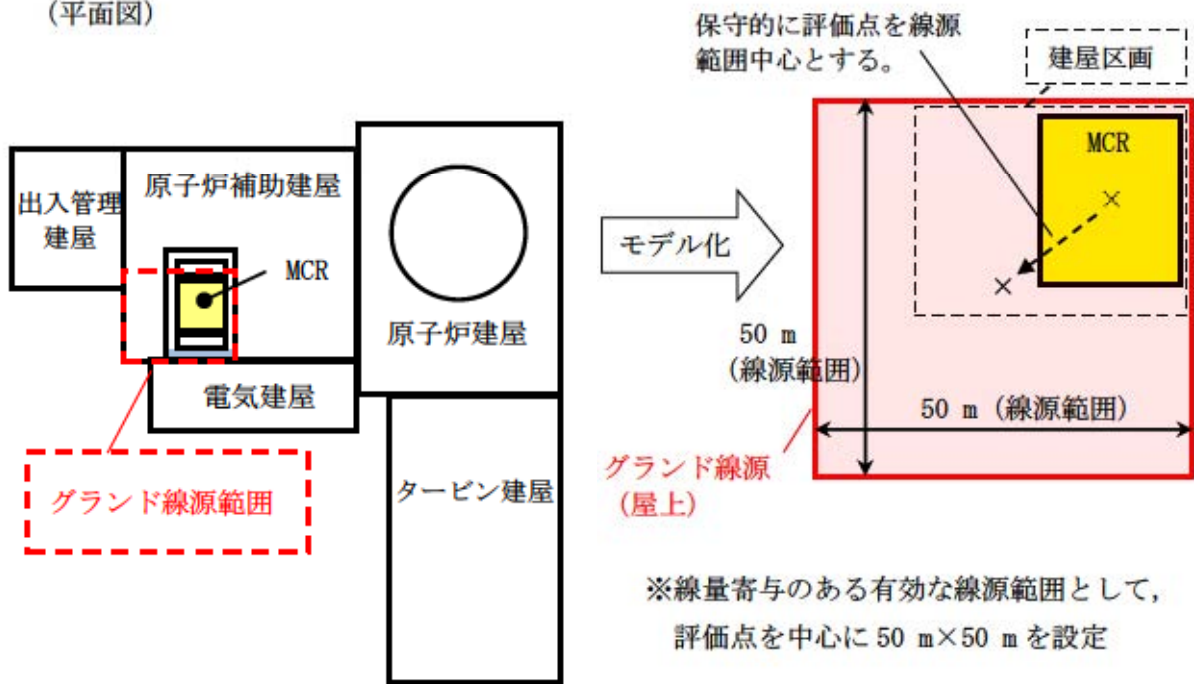 (平面図)
出入管理
建屋
原子炉補助建屋
MCR
原子炉建屋
電気建屋
タービン建屋
グランド線源範囲
モデル化
保守的に評価点を線源
範囲中心とする。
建屋区画
MCR
50 m
(線源範囲)
50 m (線源範囲)
グランド線源
(屋上)
※線量寄与のある有効な線源範囲として,
評価点を中心に 50 m×50 m を設定